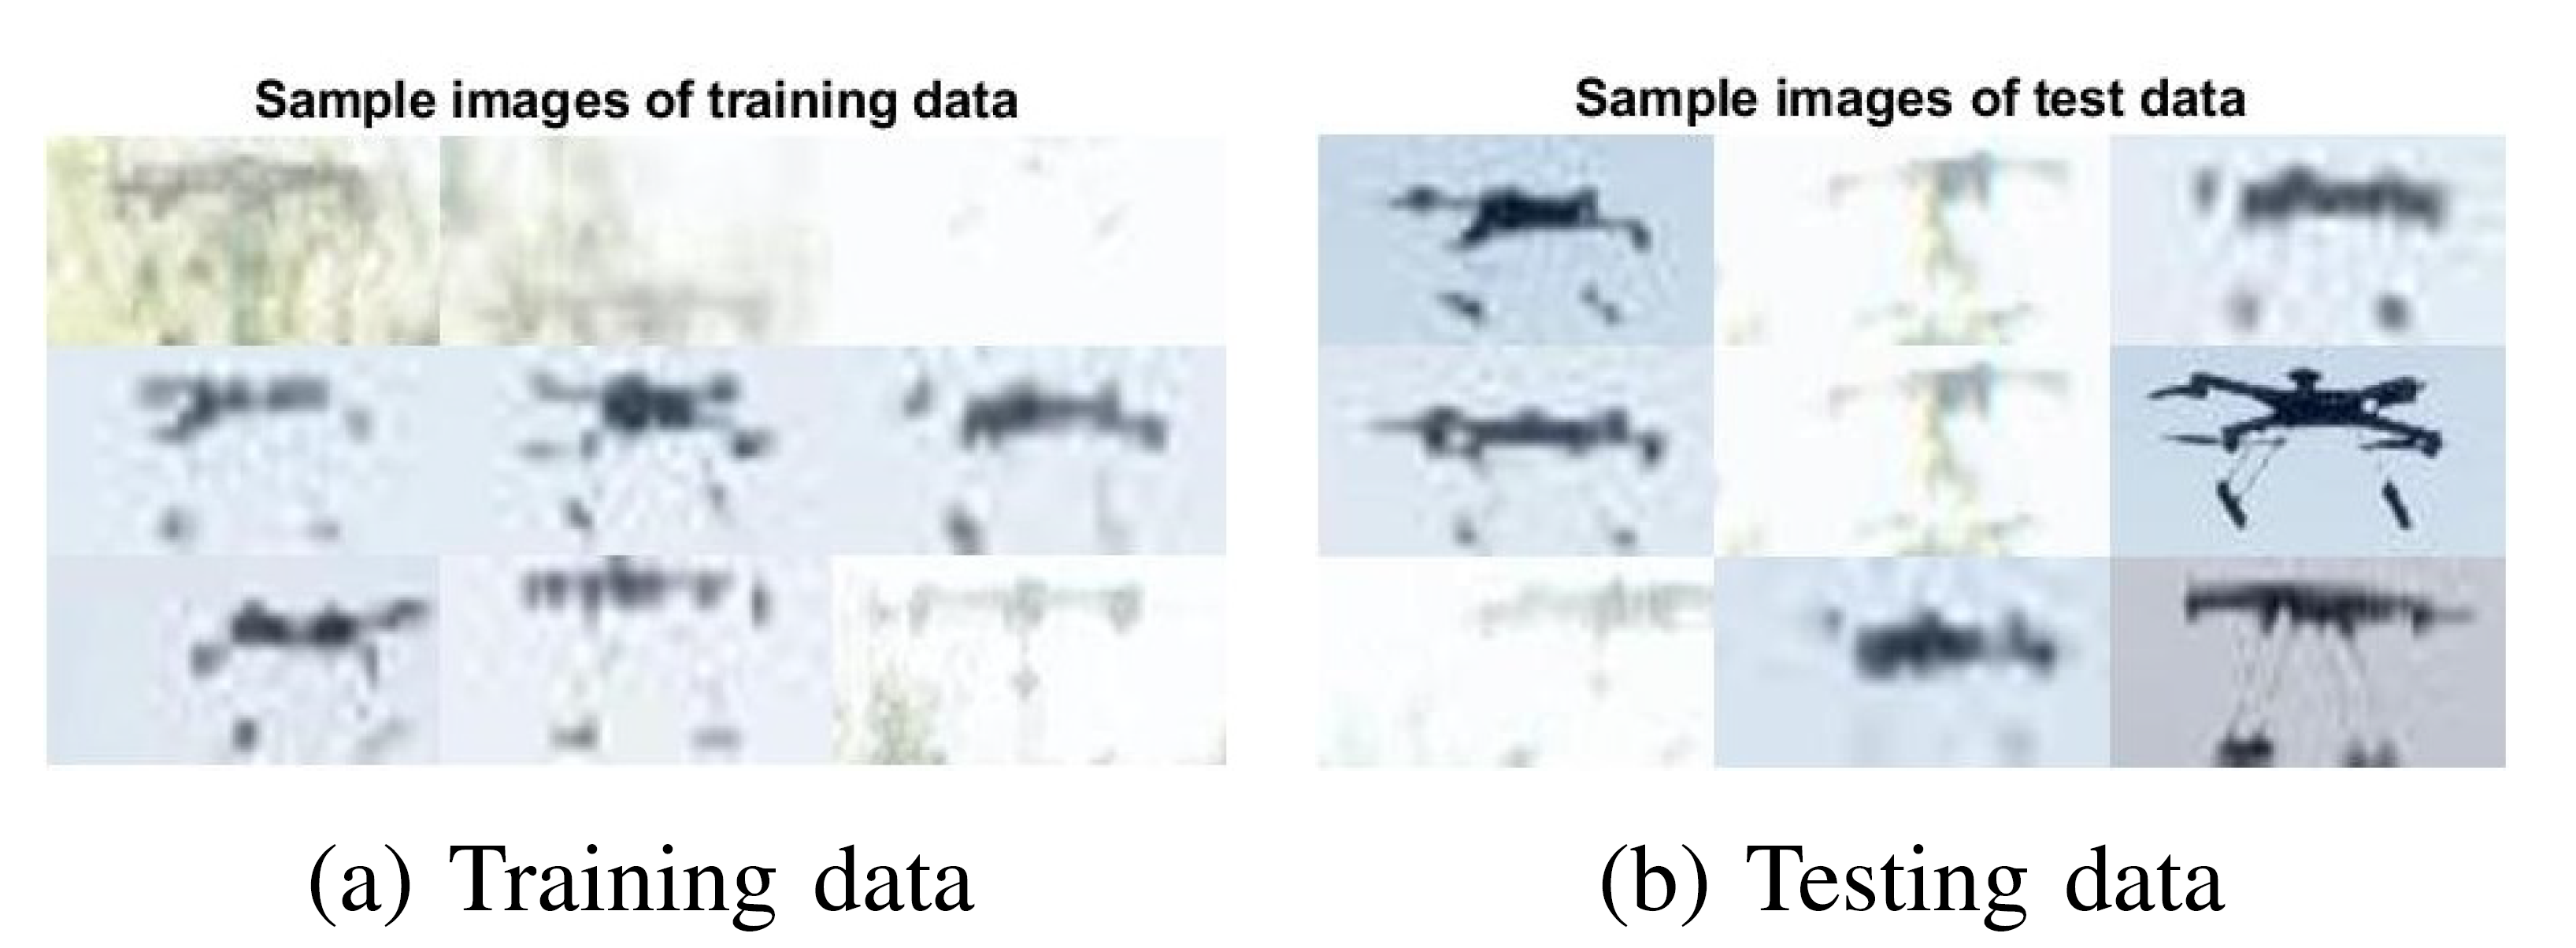 Sample images of training data
Sample images of test data
(a) Training data
(b) Testing data